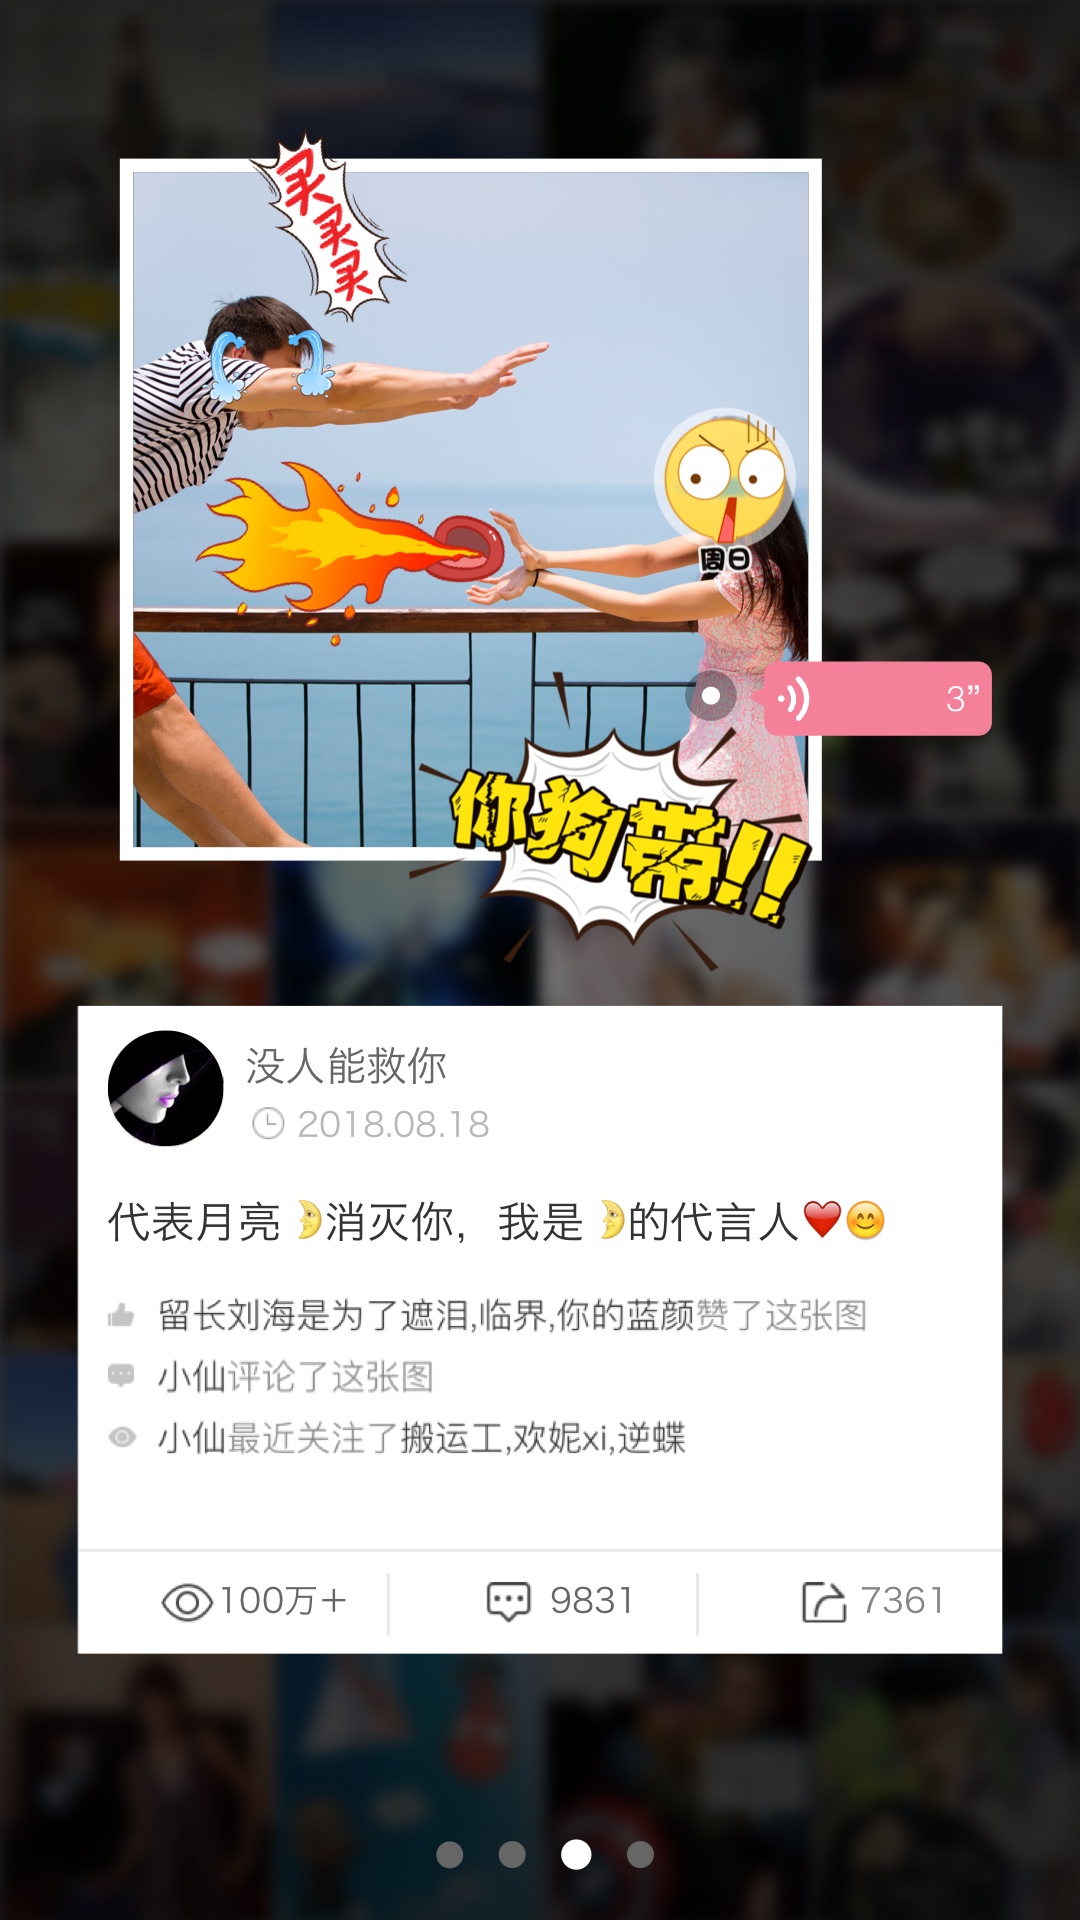 买
买
买
周日
3”
你狗带!!
没人能救你
2018.08.18
代表月亮🌛消灭你，我是🌛的代言人❤️😊
留长刘海是为了遮泪,临界,你的蓝颜赞了这张图
小仙评论了这张图
小仙最近关注了搬运工,欢妮xi,逆蝶
100万+
9831
7361